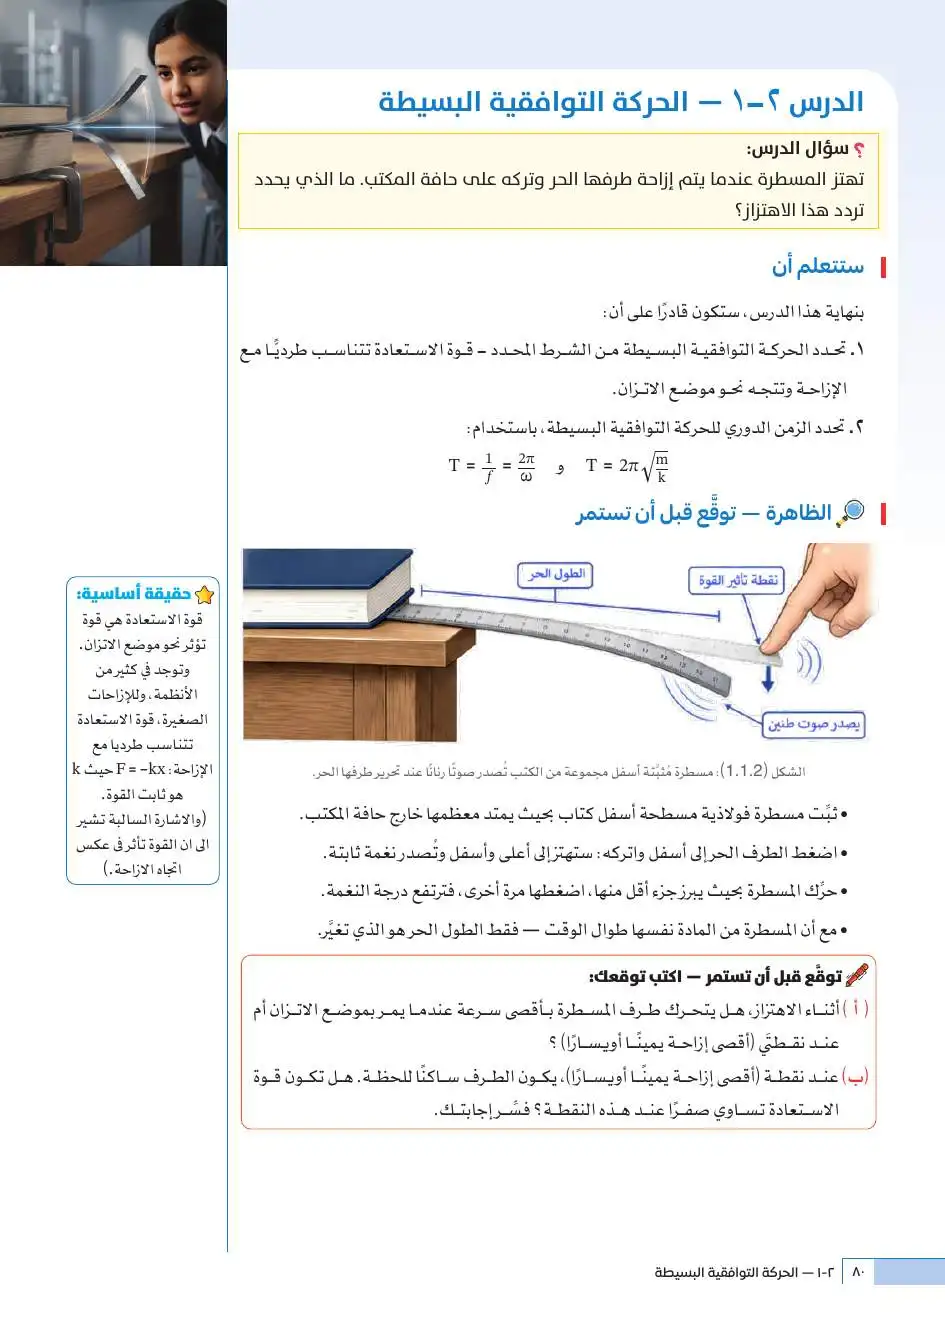 الدرس ٢-١ — الحركة التوافقية البسيطة
؟ سؤال الدرس:
تهتز المسطرة عندما يتم إزاحة طرفها الحر وتركه على حافة المكتب. ما الذي يحدد
تردد هذا الاهتزاز؟
ستتعلم أن
بنهاية هذا الدرس، ستكون قادرًا على أن:
١. تحدد الحركة التوافقية البسيطة من الشرط المحدد – قوة الاستعادة تتناسب طرديًّا مع
الإزاحة وتتجه نحو موضع الاتزان.
٢. تحدد الزمن الدوري للحركة التوافقية البسيطة، باستخدام:
T = 1/f = 2π/ω و T = 2π√(m/k)
الظاهرة — توقَّع قبل أن تستمر
الطول الحر
نقطة تأثير القوة
يصدر صوت طنين
الشكل (1.1.2): مسطرة مُثبَّتة أسفل مجموعة من الكتب تُصدر صوتًا رنانًا عند تحرير طرفها الحر.
• ثبِّت مسطرة فولاذية مسطحة أسفل كتاب بحيث يمتد معظمها خارج حافة المكتب.
• اضغط الطرف الحر إلى أسفل واتركه: ستهتز إلى أعلى وأسفل وتُصدر نغمة ثابتة.
• حرِّك المسطرة بحيث يبرز جزء أقل منها، اضغطها مرة أخرى، فترتفع درجة النغمة.
• مع أن المسطرة من المادة نفسها طوال الوقت — فقط الطول الحر هو الذي تغيَّر.
توقَّع قبل أن تستمر — اكتب توقعك:
(أ) أثناء الاهتزاز، هل يتحرك طرف المسطرة بأقصى سرعة عندما يمر بموضع الاتزان أم
عند نقطتَي (أقصى إزاحة يمينًا أويسارًا) ؟
(ب) عند نقطة (أقصى إزاحة يمينًا أويسارًا)، يكون الطرف ساكنًا للحظة. هل تكون قوة
الاستعادة تساوي صفرًا عند هذه النقطة؟ فسِّر إجابتك.
حقيقة أساسية:
قوة الاستعادة هي قوة
تؤثر نحو موضع الاتزان.
وتوجد في كثير من
الأنظمة، وللإزاحات
الصغيرة، قوة الاستعادة
تتناسب طرديا مع
الإزاحة: F = −kx حيث k
هو ثابت القوة.
(والاشارة السالبة تشير
الى ان القوة تأثر فى عكس
اتجاه الازاحة.)
٨٠
٢-١ — الحركة التوافقية البسيطة